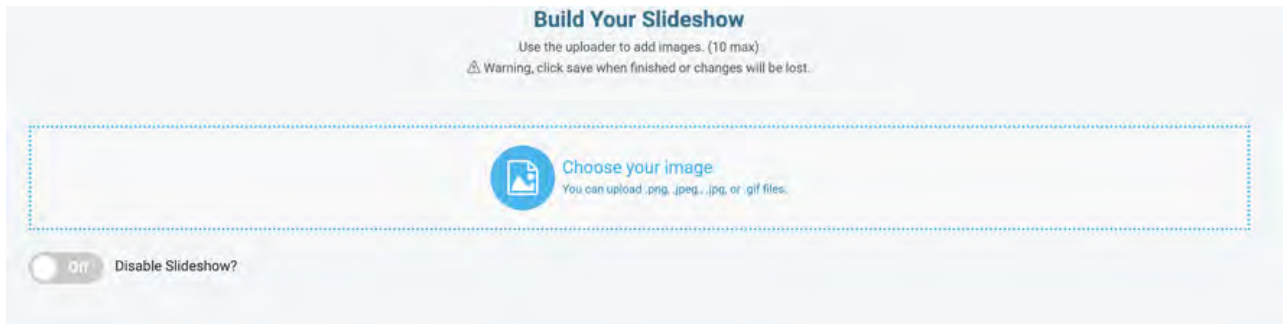 Build Your Slideshow
Use the uploader to add images. (10 max)
⚠ Warning, click save when finished or changes will be lost.
Choose your image
You can upload .png, .jpeg, .jpg, or .gif files.
Off Disable Slideshow?